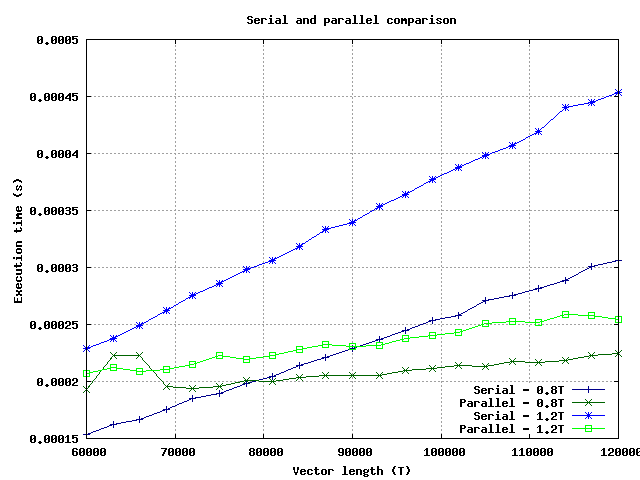 Serial and parallel comparison
0.0005
0.00045
0.0004
0.00035
0.0003
0.00025
0.0002
0.00015
Execution time (s)
60000 70000 80000 90000 100000 110000 120000
Vector length (T)
Serial - 0.8T
Parallel - 0.8T
Serial - 1.2T
Parallel - 1.2T